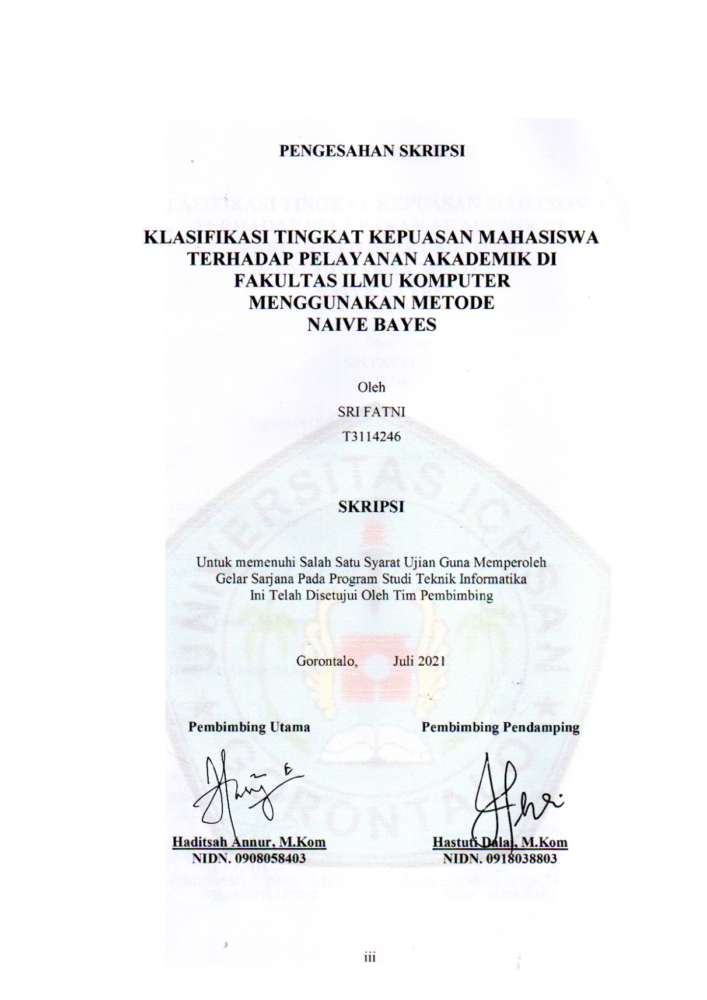 PENGESAHAN SKRIPSI
KLASIFIKASI TINGKAT KEPUASAN MAHASISWA
TERHADAP PELAYANAN AKADEMIK DI
FAKULTAS ILMU KOMPUTER
MENGGUNAKAN METODE
NAIVE BAYES
Oleh
SRI FATNI
T3114246
SKRIPSI
Untuk memenuhi Salah Satu Syarat Ujian Guna Memperoleh
Gelar Sarjana Pada Program Studi Teknik Informatika
Ini Telah Disetujui Oleh Tim Pembimbing
Gorontalo, Juli 2021
Pembimbing Utama Pembimbing Pendamping
Haditsah Annur, M.Kom Hastuti Dalai, M.Kom
NIDN. 0908058403 NIDN. 0918038803
UNIVERSITAS ICHSAN GORONTALO
iii